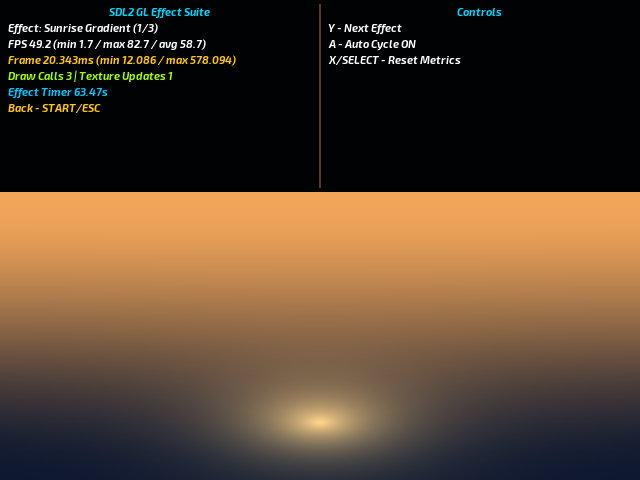 SDL2 GL Effect Suite
Effect: Sunrise Gradient (1/3)
FPS 49.2 (min 1.7 / max 82.7 / avg 58.7)
Frame 20.343ms (min 12.086 / max 578.094)
Draw Calls 3 | Texture Updates 1
Effect Timer 63.47s
Back - START/ESC
Controls
Y - Next Effect
A - Auto Cycle ON
X/SELECT - Reset Metrics